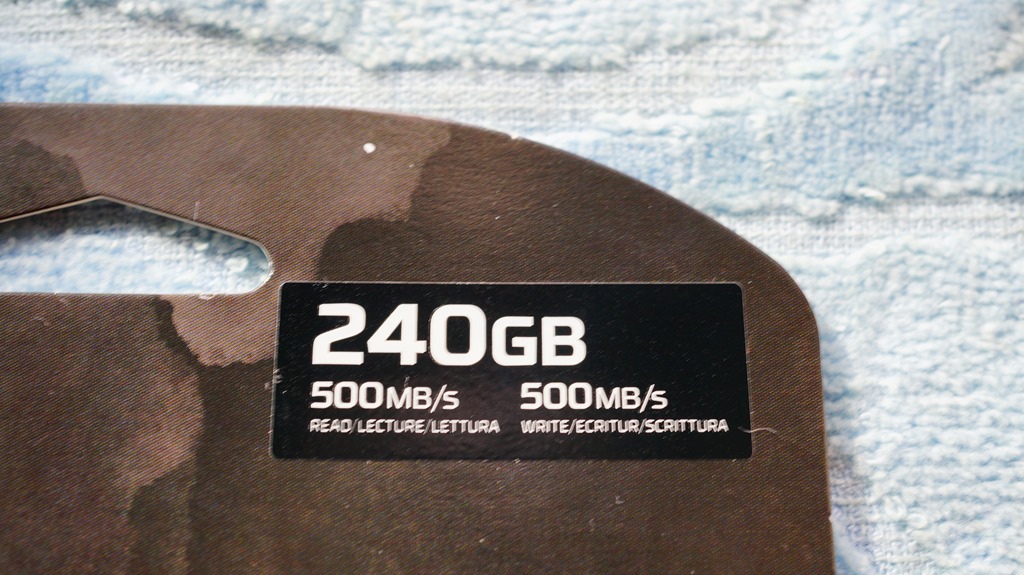 240GB
500MB/s 500MB/s
READ/LECTURE/LETTURA WRITE/ECRITUR/SCRITTURA